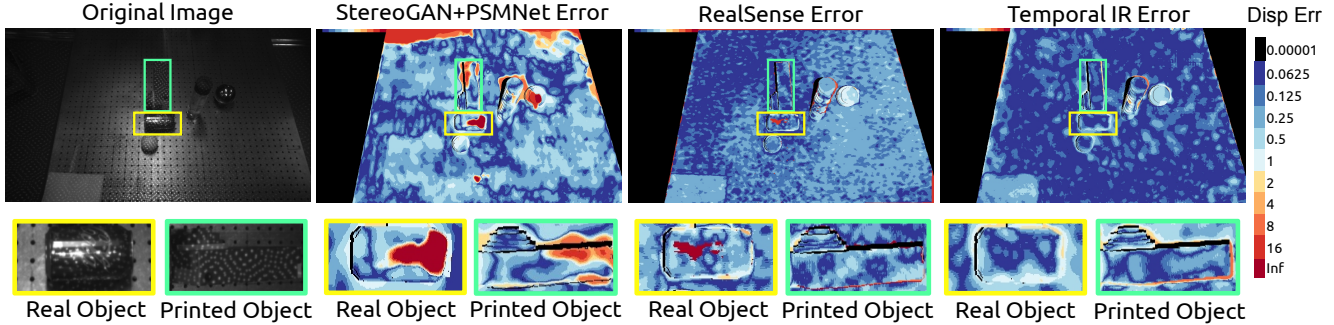 Original Image
StereoGAN+PSMNet Error
RealSense Error
Temporal IR Error
Disp Err
0.00001
0.0625
0.125
0.25
0.5
1
2
4
8
16
Inf
Real Object
Printed Object
Real Object
Printed Object
Real Object
Printed Object
Real Object
Printed Object